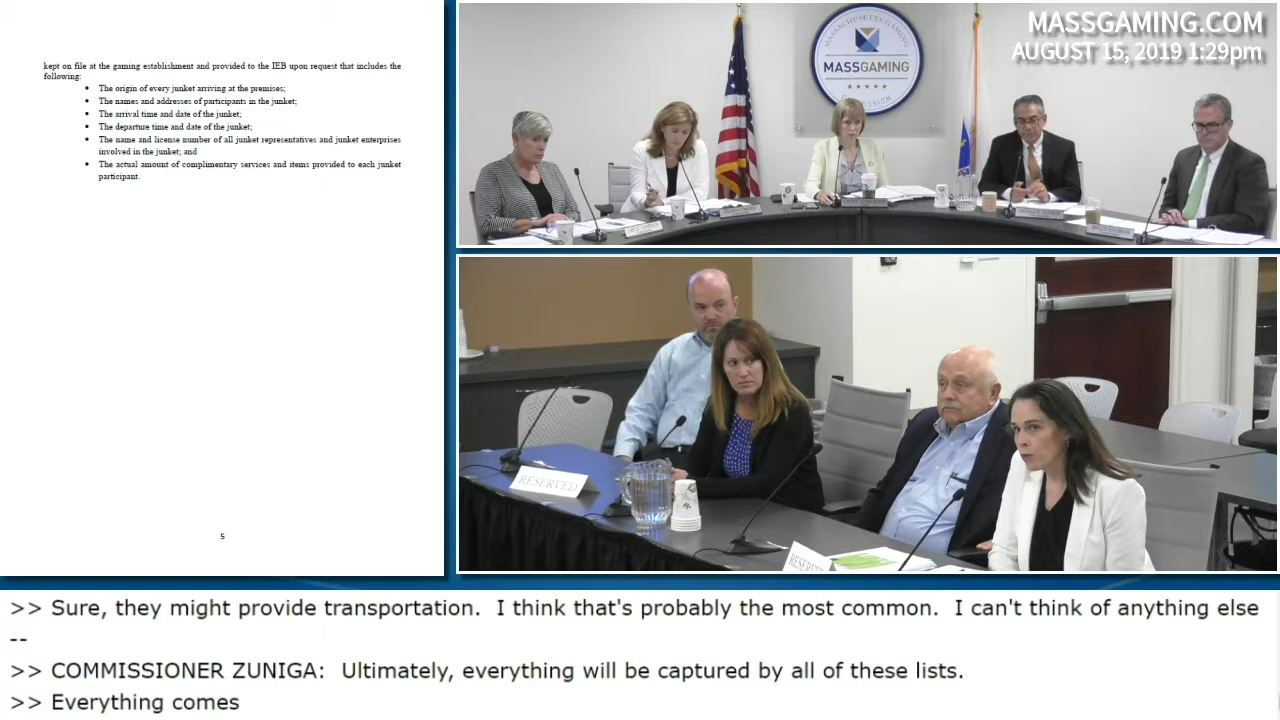 kept on file at the gaming establishment and provided to the IEB upon request that includes the
following:
• The origin of every junket arriving at the premises;
• The names and addresses of participants in the junket;
• The arrival time and date of the junket;
• The departure time and date of the junket;
• The name and license number of all junket representatives and junket enterprises
involved in the junket; and
• The actual amount of complimentary services and items provided to each junket
participant.
5
MASSGAMING.COM
AUGUST 15, 2019 1:29pm
MASSACHUSETTS GAMING
MASSGAMING
COMMISSION
RESERVED
RESERVED
>> Sure, they might provide transportation.  I think that's probably the most common.  I can't think of anything else
--
>> COMMISSIONER ZUNIGA:  Ultimately, everything will be captured by all of these lists.
>> Everything comes